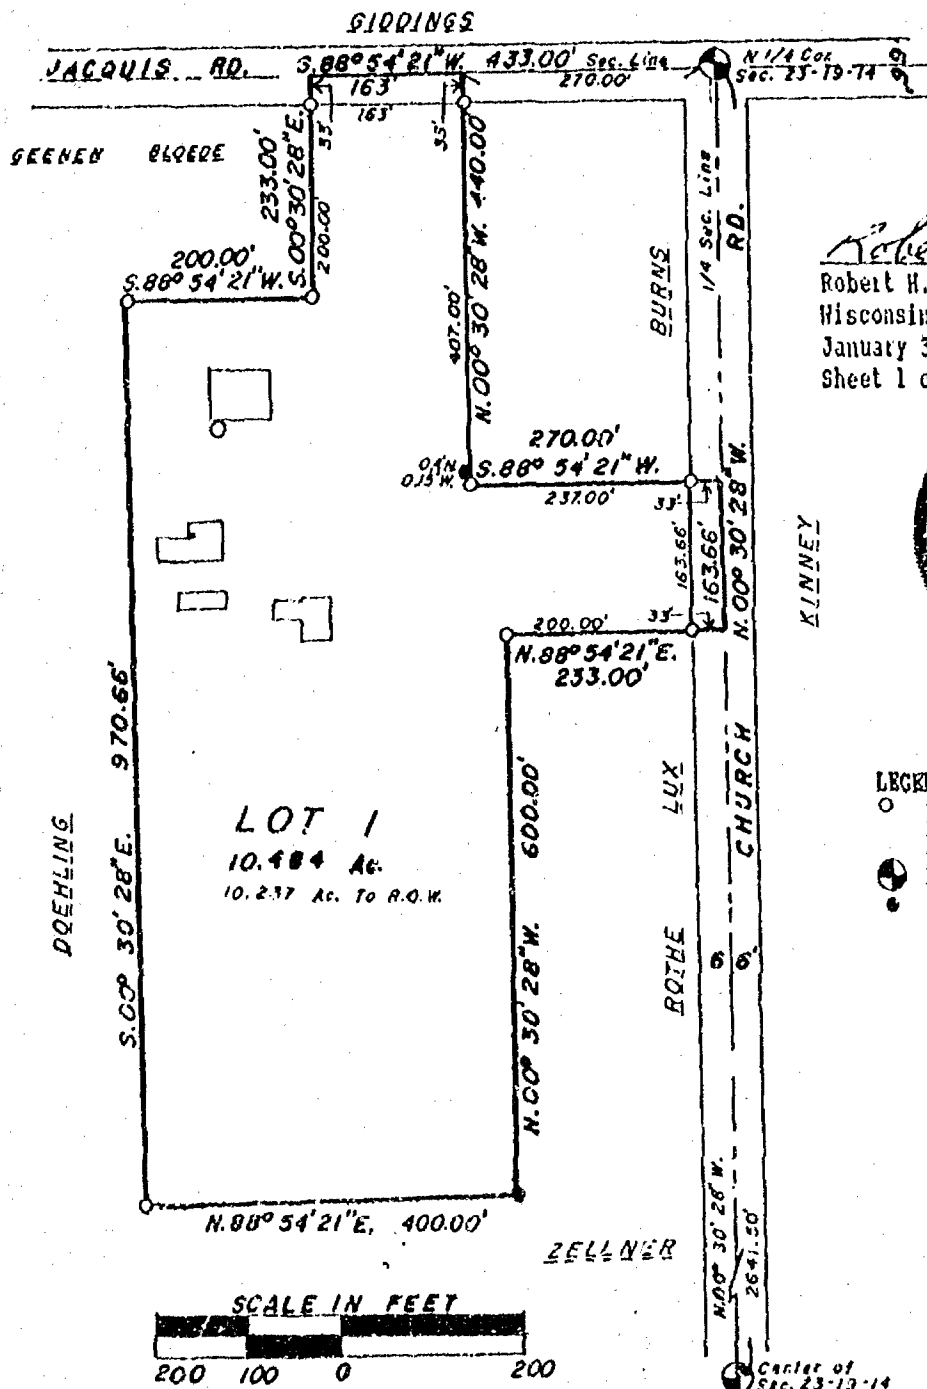 GIDDINGS
JACQUIS RD.
S.88° 54' 21" W. 433.00' Sec. Line
N 1/4 Cor.
Sec. 23-19-14
163'
270.00'
163'
33'
33'
GEENEN BLOEDE
233.00'
S.00° 30' 28" E.
200.00'
N.00° 30' 28" W. 440.00'
407.00'
1/4 Sec. Line
RD.
BURNS
200.00'
S.88° 54' 21" W.
Robert H.
Wisconsin
January 3
Sheet 1 o
270.00'
S.88° 54' 21" W.
0.15' W.
237.00'
33'
163.66'
163.66'
N.00° 30' 28" W.
KINNEY
33'
200.00'
N.88° 54' 21" E.
233.00'
970.66'
S.00° 30' 28" E.
DOEHLING
LOT 1
10.484 Ac.
10.237 Ac. To R.O.W.
600.00'
N.00° 30' 28" W.
LUX
ROTHE
CHURCH
LEGEN
N.88° 54' 21" E. 400.00'
ZELLNER
N.00° 30' 28" W.
2641.50'
SCALE IN FEET
200 100 0 200
Center of
Sec. 23-19-14